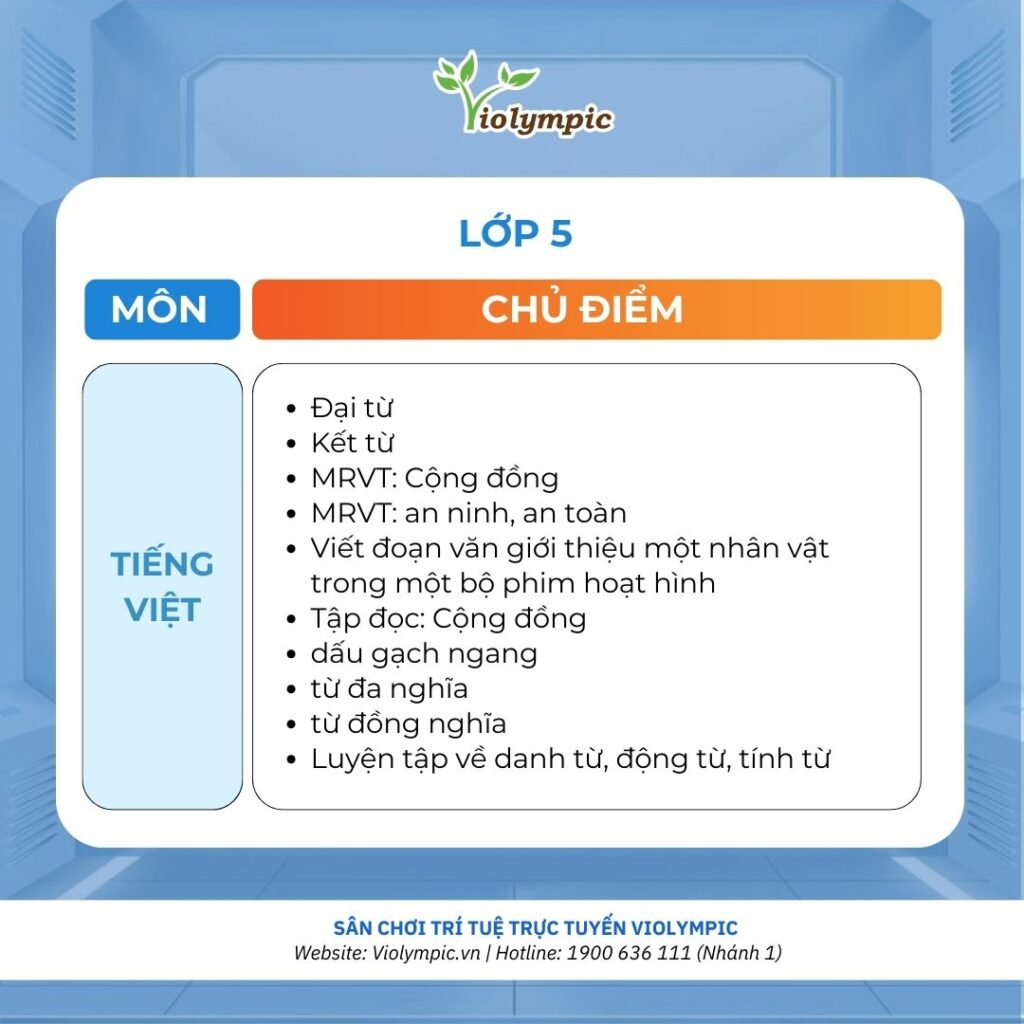 Violympic
LỚP 5
MÔN
CHỦ ĐIỂM
TIẾNG
VIỆT
• Đại từ
• Kết từ
• MRVT: Cộng đồng
• MRVT: an ninh, an toàn
• Viết đoạn văn giới thiệu một nhân vật
trong một bộ phim hoạt hình
• Tập đọc: Cộng đồng
• dấu gạch ngang
• từ đa nghĩa
• từ đồng nghĩa
• Luyện tập về danh từ, động từ, tính từ
SÂN CHƠI TRÍ TUỆ TRỰC TUYẾN VIOLYMPIC
Website: Violympic.vn | Hotline: 1900 636 111 (Nhánh 1)